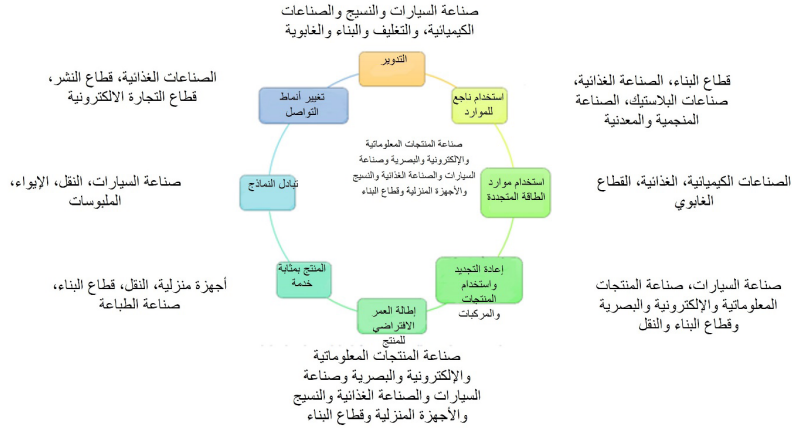 صناعة السيارات والنسيج والصناعات
الكيميائية، والتغليف والبناء والغابوية
التدوير
قطاع البناء، الصناعة الغذائية،
صناعات البلاستيك، الصناعة
المنجمية والمعدنية
استخدام ناجع
للموارد
الصناعات الكيميائية، الغذائية، القطاع
الغابوي
استخدام موارد
الطاقة المتجددة
صناعة السيارات، صناعة المنتجات
المعلوماتية والإلكترونية والبصرية
وقطاع البناء والنقل
إعادة التجديد
واستخدام
المنتجات
والمركبات
إطالة العمر
الافتراضي
للمنتج
صناعة المنتجات المعلوماتية
والإلكترونية والبصرية وصناعة
السيارات والصناعة الغذائية والنسيج
والأجهزة المنزلية وقطاع البناء
المنتج بمثابة
خدمة
أجهزة منزلية، النقل، قطاع البناء،
صناعة الطباعة
تبادل النماذج
صناعة السيارات، النقل، الإيواء،
الملبوسات
تغيير أنماط
التواصل
الصناعات الغذائية، قطاع النشر،
قطاع التجارة الالكترونية
صناعة المنتجات المعلوماتية
والإلكترونية والبصرية وصناعة
السيارات والصناعة الغذائية والنسيج
والأجهزة المنزلية وقطاع البناء